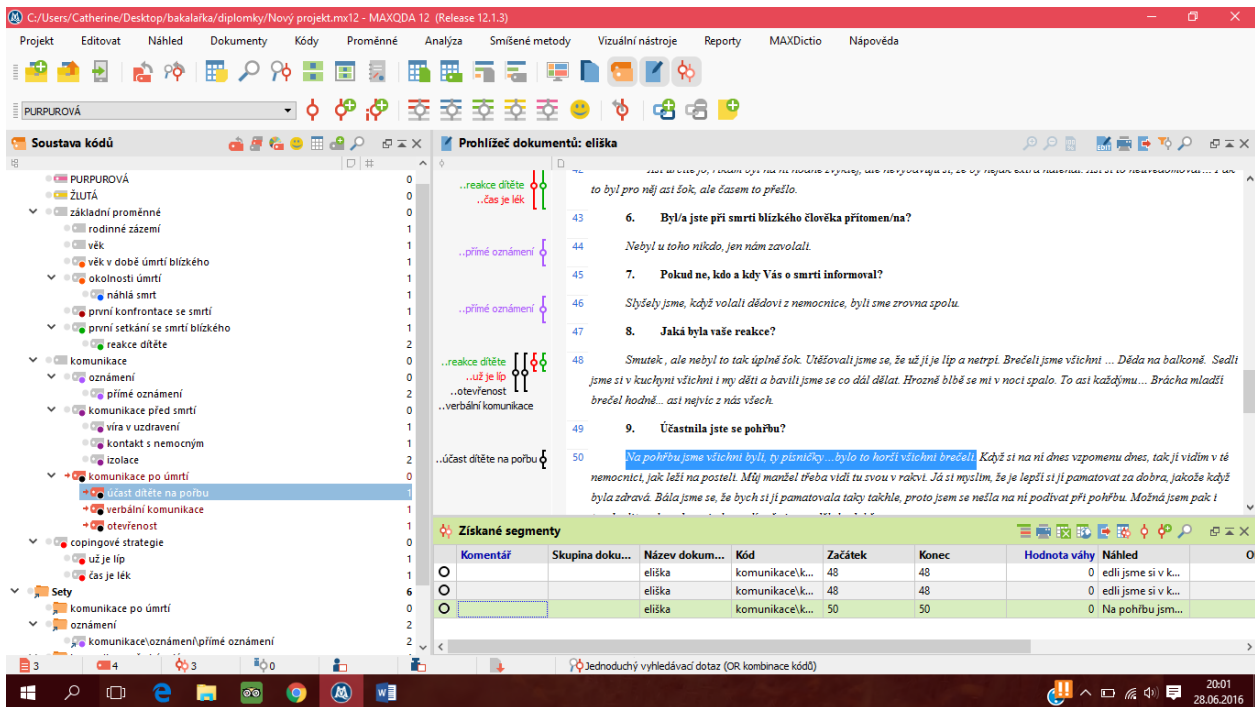 C:/Users/Catherine/Desktop/bakalařka/diplomky/Nový projekt.mx12 - MAXQDA 12 (Release 12.1.3)
Projekt Editovat Náhled Dokumenty Kódy Proměnné Analýza Smíšené metody Vizuální nástroje Reporty MAXDictio Nápověda
PURPUROVÁ
Soustava kódů
PURPUROVÁ 0
ŽLUTÁ 0
základní proměnné 0
rodinné zázemí 1
věk 1
věk v době úmrtí blízkého 1
okolnosti úmrtí 1
náhlá smrt 1
první konfrontace se smrtí 1
první setkání se smrtí blízkého 1
reakce dítěte 2
komunikace 0
oznámení 0
přímé oznámení 2
komunikace před smrtí 0
víra v uzdravení 1
kontakt s nemocným 1
izolace 2
komunikace po úmrtí 0
účast dítěte na pořbu 1
verbální komunikace 1
otevřenost 1
copingové strategie 0
už je líp 1
čas je lék 1
Sety 6
komunikace po úmrtí 0
oznámení 2
komunikace\oznámení\přímé oznámení 2
Prohlížeč dokumentů: eliška
..reakce dítěte
..čas je lék
to byl pro něj asi šok, ale časem to přešlo.
43 6. Byl/a jste při smrti blízkého člověka přítomen/na?
..přímé oznámení
44 Nebyl u toho nikdo, jen nám zavolali.
45 7. Pokud ne, kdo a kdy Vás o smrti informoval?
..přímé oznámení
46 Slyšely jsme, když volali dědovi z nemocnice, byli sme zrovna spolu.
47 8. Jaká byla vaše reakce?
..reakce dítěte
..už je líp
..otevřenost
..verbální komunikace
48 Smutek , ale nebyl to tak úplně šok. Utěšovali jsme se, že už jí je líp a netrpí. Brečeli jsme všichni … Děda na balkoně. Sedli
jsme si v kuchyni všichni i my děti a bavili jsme se co dál dělat. Hrozně blbě se mi v noci spalo. To asi každýmu… Brácha mladší
brečel hodně... asi nejvíc z nás všech.
49 9. Účastnila jste se pohřbu?
..účast dítěte na pořbu
50 Na pohřbu jsme všichni byli, ty písničky…bylo to horší všichni brečeli. Když si na ní dnes vzpomenu dnes, tak jí vidím v té
nemocnici, jak leží na posteli. Můj manžel třeba vidí tu svou v rakvi. Já si myslím, že je lepší si jí pamatovat za dobra, jakože když
byla zdravá. Bála jsme se, že bych si jí pamatovala taky takhle, proto jsem se nešla na ní podívat při pohřbu. Možná jsem pak i
Získané segmenty
Komentář Skupina doku... Název dokum... Kód Začátek Konec Hodnota váhy Náhled
eliška komunikace\k... 48 48 0 edli jsme si v k...
eliška komunikace\k... 48 48 0 edli jsme si v k...
eliška komunikace\k... 50 50 0 Na pohřbu jsm...
3 4 3 0 Jednoduchý vyhledávací dotaz (OR kombinace kódů)
20:01
28.06.2016